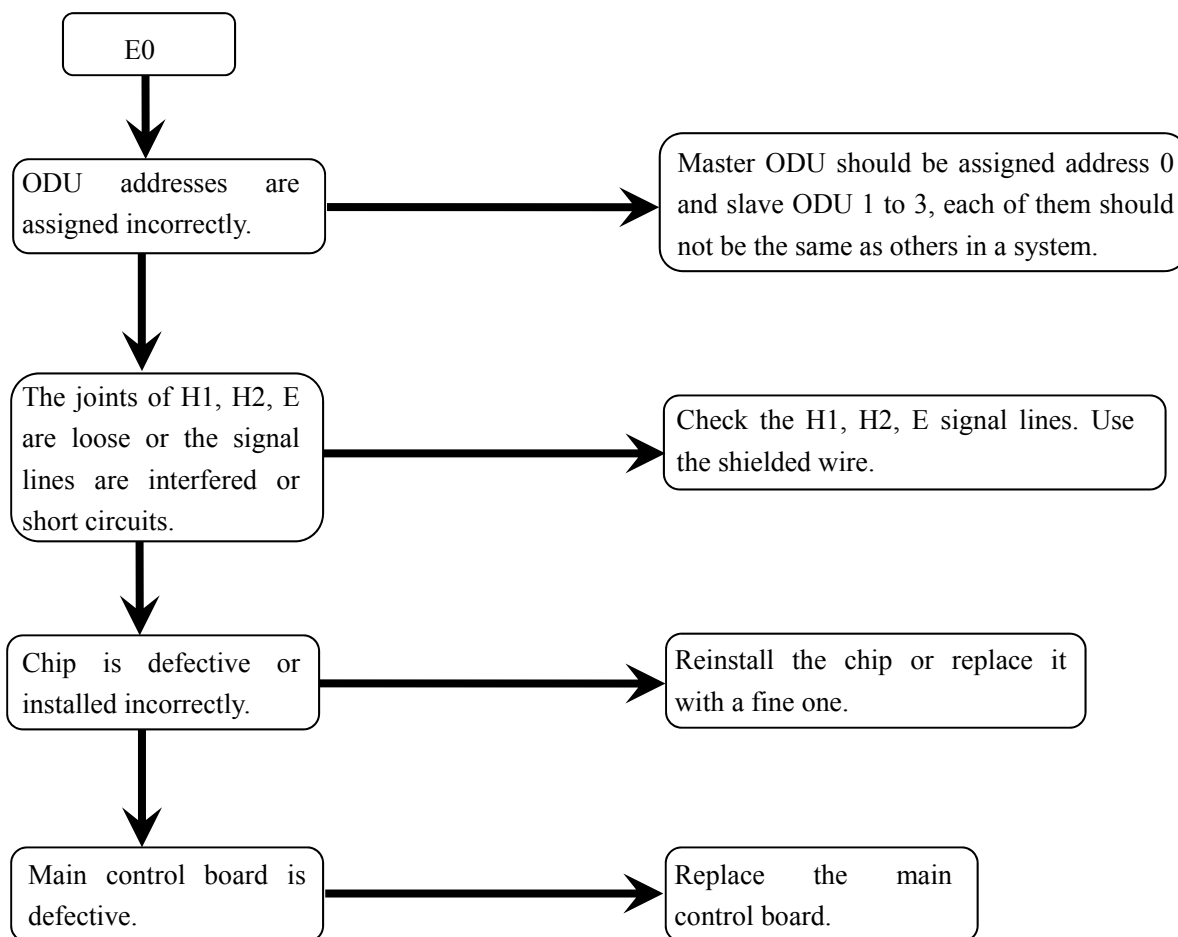 E0
ODU addresses are
assigned incorrectly.
Master ODU should be assigned address 0
and slave ODU 1 to 3, each of them should
not be the same as others in a system.
The joints of H1, H2, E
are loose or the signal
lines are interfered or
short circuits.
Check the H1, H2, E signal lines. Use
the shielded wire.
Chip is defective or
installed incorrectly.
Reinstall the chip or replace it
with a fine one.
Main control board is
defective.
Replace the main
control board.